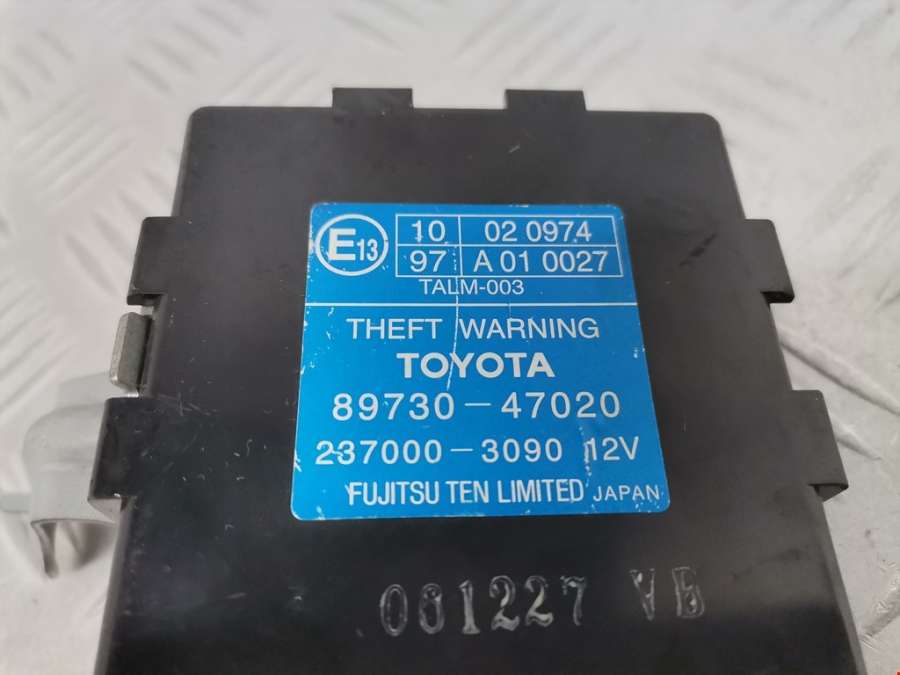 E13
10 02 0974
97 A 01 0027
TALM-003
THEFT WARNING
TOYOTA
89730-47020
237000-3090 12V
FUJITSU TEN LIMITED JAPAN
061227 VB